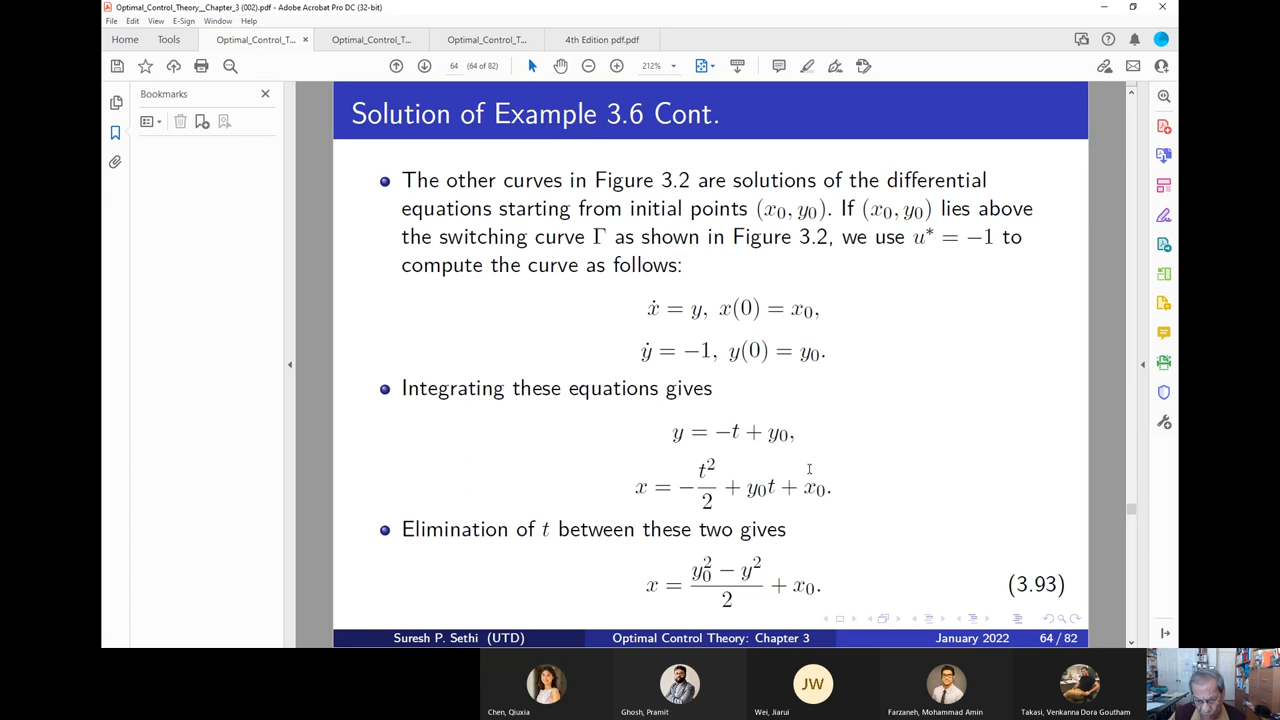 Optimal_Control_Theory__Chapter_3 (002).pdf - Adobe Acrobat Pro DC (32-bit)
File Edit View E-Sign Window Help
Home Tools Optimal_Control_T... × Optimal_Control_T... Optimal_Control_T... 4th Edition pdf.pdf
64 (64 of 82) 212%
Bookmarks
Solution of Example 3.6 Cont.
The other curves in Figure 3.2 are solutions of the differential
equations starting from initial points (x₀, y₀). If (x₀, y₀) lies above
the switching curve Γ as shown in Figure 3.2, we use u* = −1 to
compute the curve as follows:
ẋ = y, x(0) = x₀,
ẏ = −1, y(0) = y₀.
Integrating these equations gives
y = −t + y₀,
x = −t²/2 + y₀t + x₀.
Elimination of t between these two gives
x = (y₀² − y²)/2 + x₀. (3.93)
Suresh P. Sethi (UTD) Optimal Control Theory: Chapter 3 January 2022 64 / 82
JW
Chen, Qiuxia Ghosh, Pramit Wei, Jiarui Farzaneh, Mohammad Amin Takasi, Venkanna Dora Goutham